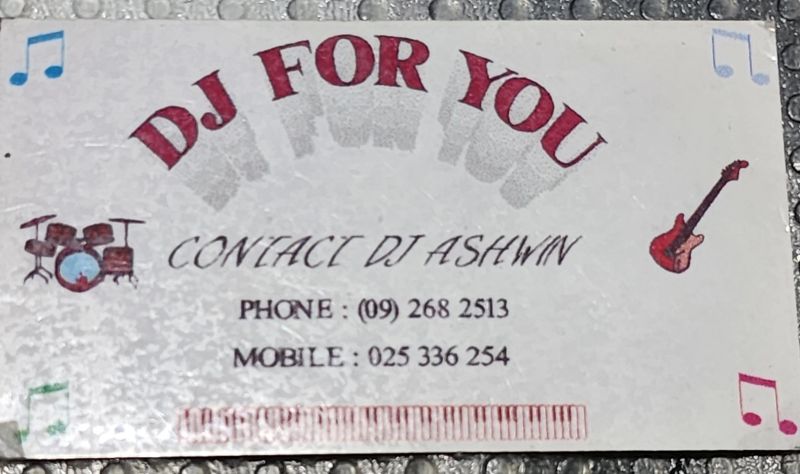 DJ FOR YOU
CONTACT DJ ASHWIN
PHONE : (09) 268 2513
MOBILE : 025 336 254